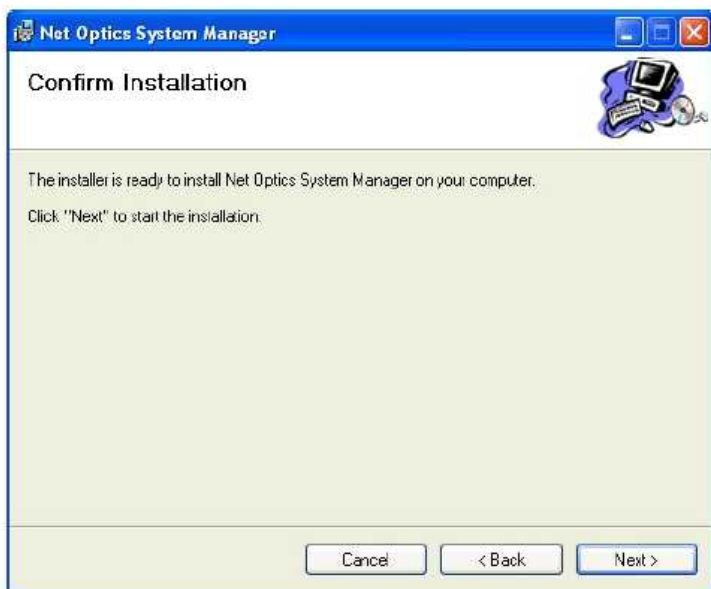 Net Optics System Manager
Confirm Installation
The installer is ready to install Net Optics System Manager on your computer.
Click "Next" to start the installation.
Cancel
< Back
Next >